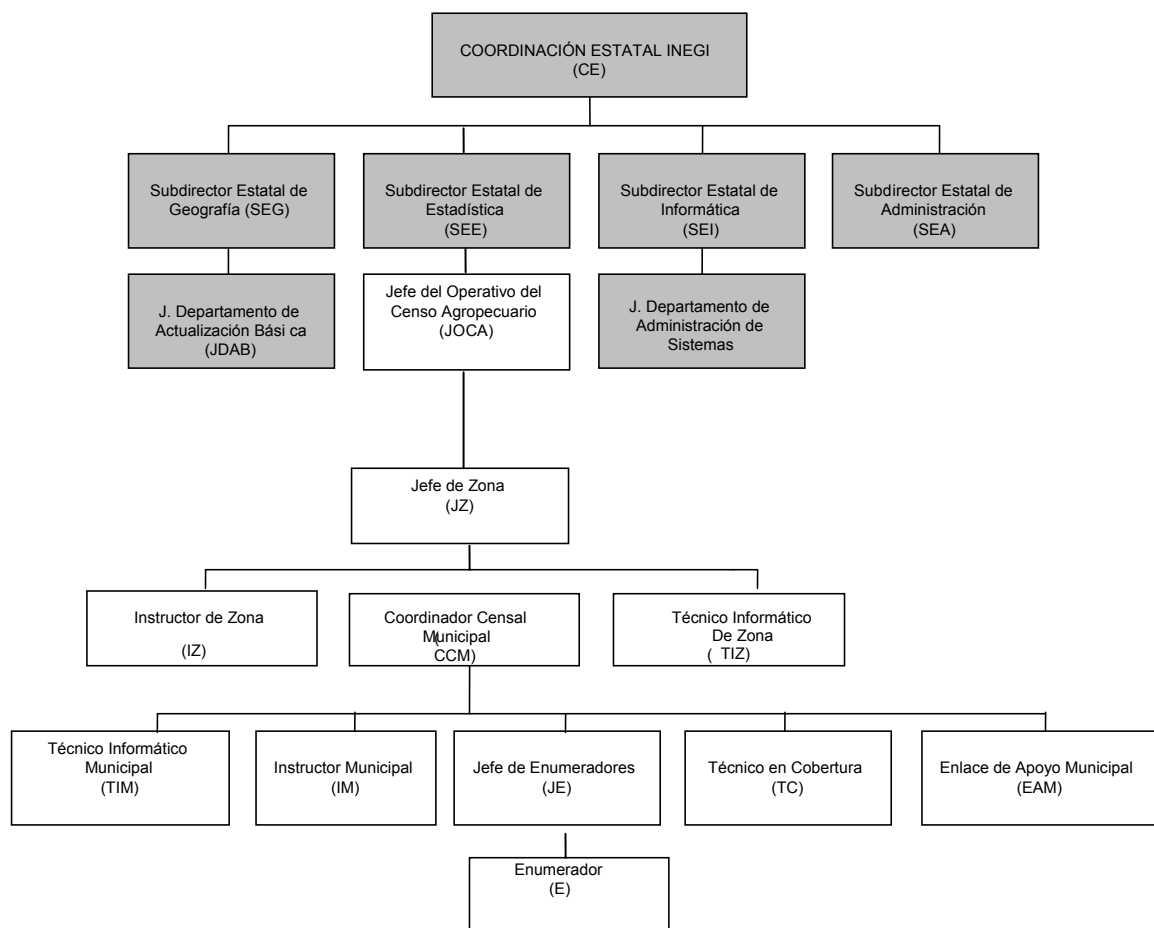 COORDINACIÓN ESTATAL INEGI
(CE)
Subdirector Estatal de
Geografía (SEG)
Subdirector Estatal de
Estadística
(SEE)
Subdirector Estatal de
Informática
(SEI)
Subdirector Estatal de
Administración
(SEA)
J. Departamento de
Actualización Bási ca
(JDAB)
Jefe del Operativo del
Censo Agropecuario
(JOCA)
J. Departamento de
Administración de
Sistemas
Jefe de Zona
(JZ)
Instructor de Zona
(IZ)
Coordinador Censal
Municipal
(
CCM)
Técnico Informático
De Zona
( TIZ)
Técnico Informático
Municipal
(TIM)
Instructor Municipal
(IM)
Jefe de Enumeradores
(JE)
Técnico en Cobertura
(TC)
Enlace de Apoyo Municipal
(EAM)
Enumerador
(E)